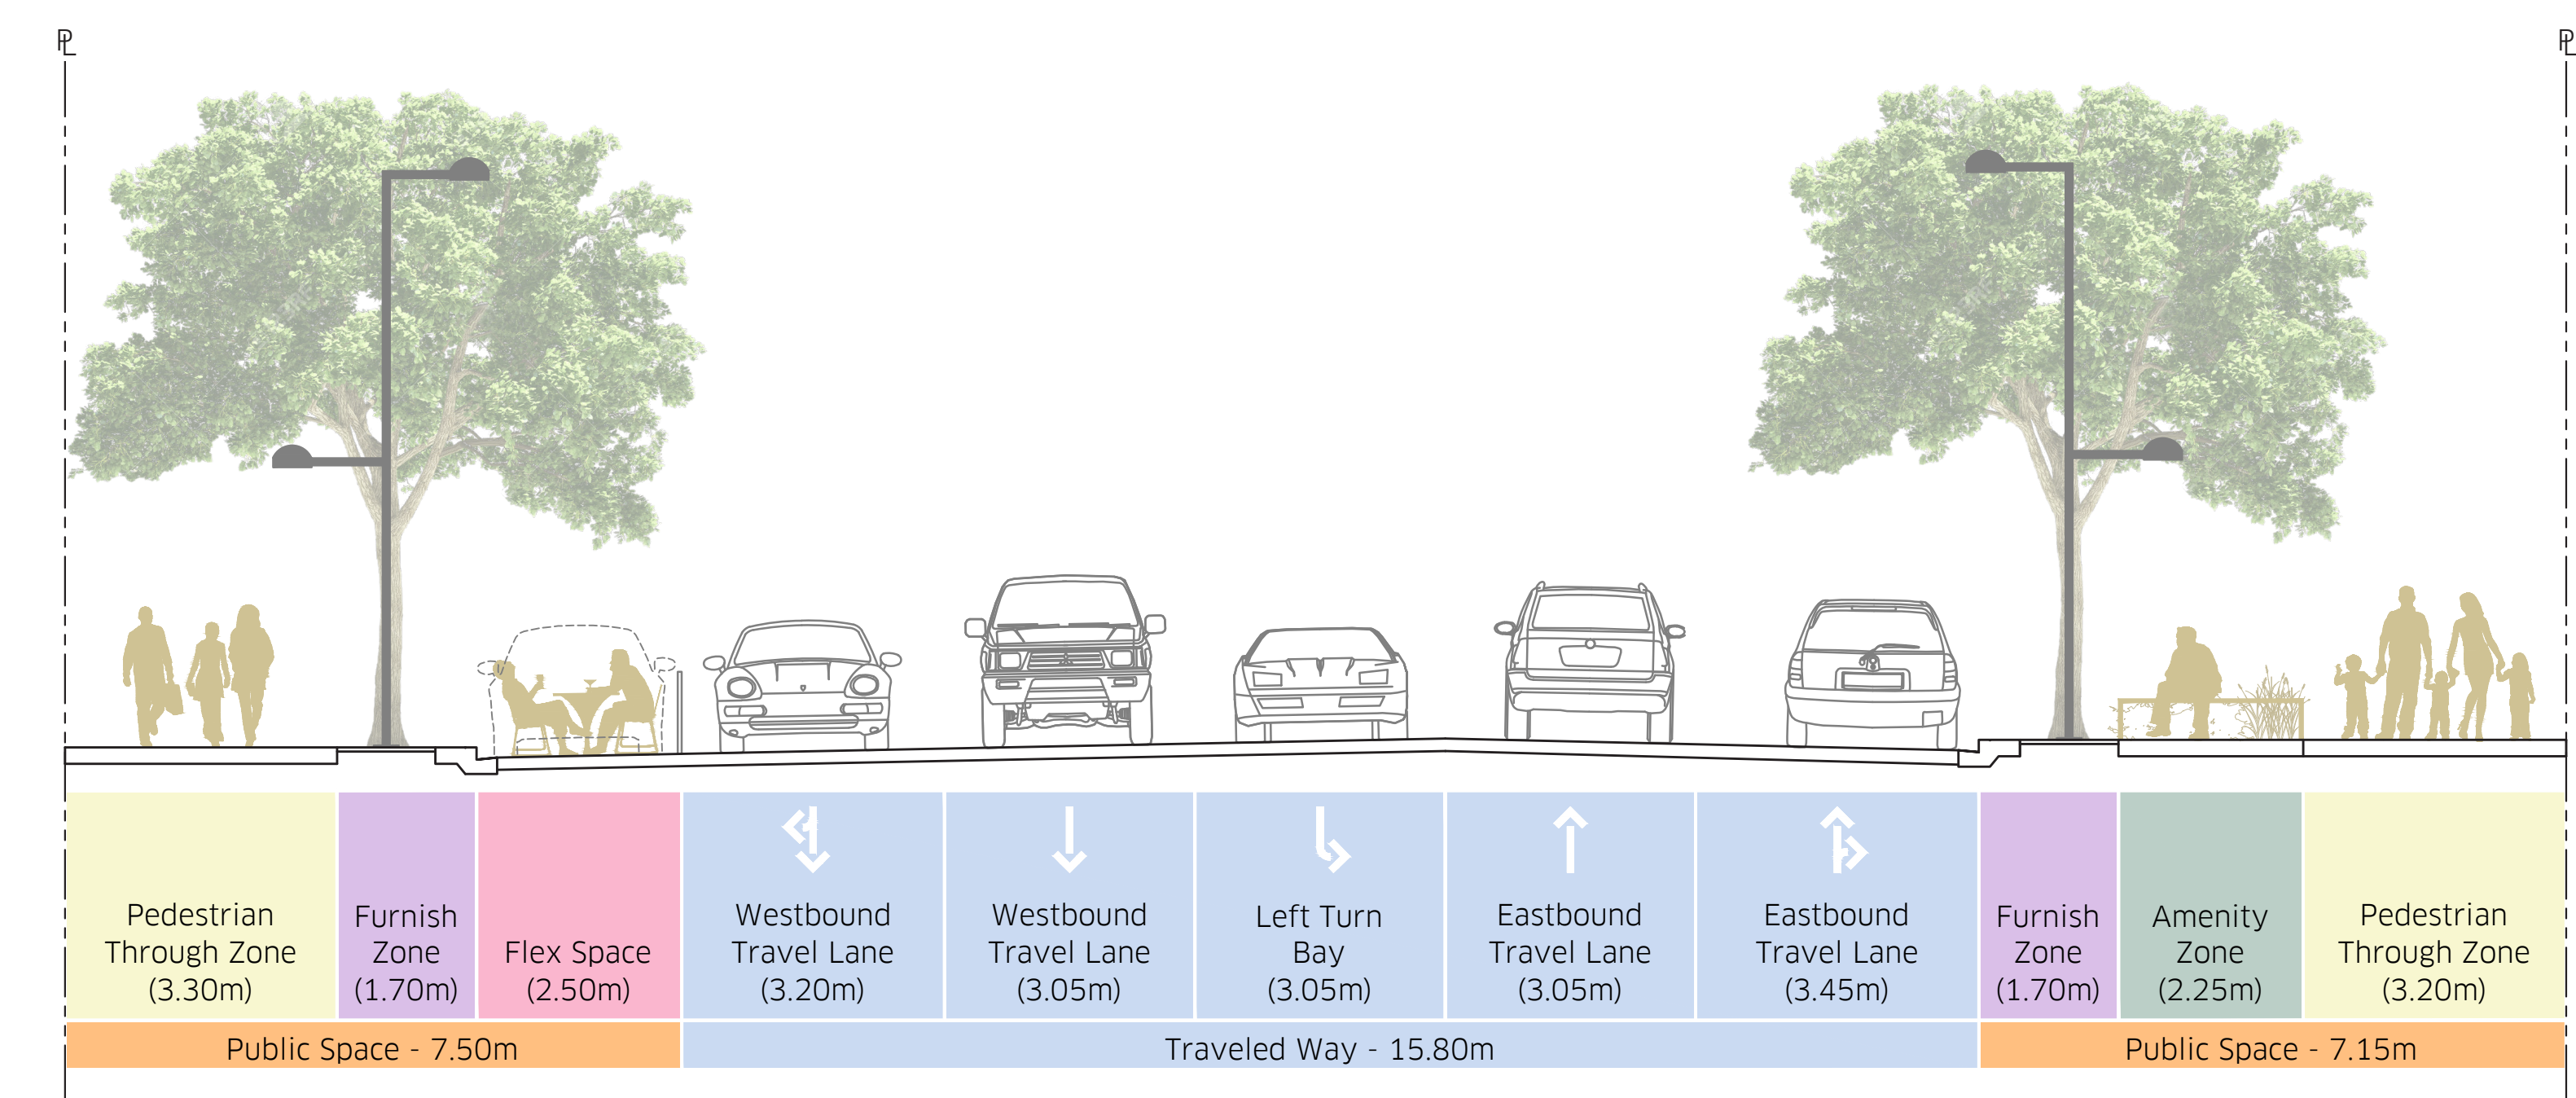 PL
PL
Pedestrian
Through Zone
(3.30m)
Furnish
Zone
(1.70m)
Flex Space
(2.50m)
Westbound
Travel Lane
(3.20m)
Westbound
Travel Lane
(3.05m)
Left Turn
Bay
(3.05m)
Eastbound
Travel Lane
(3.05m)
Eastbound
Travel Lane
(3.45m)
Furnish
Zone
(1.70m)
Amenity
Zone
(2.25m)
Pedestrian
Through Zone
(3.20m)
Public Space - 7.50m
Traveled Way - 15.80m
Public Space - 7.15m